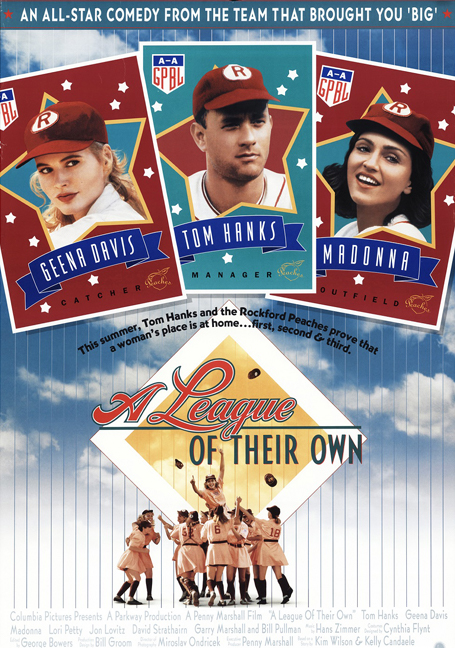 ★ AN ALL-STAR COMEDY FROM THE TEAM THAT BROUGHT YOU 'BIG' ★
A
GPBL
R
GEENA DAVIS
CATCHER
Peaches
A-A
GPBL
R
TOM HANKS
MANAGER
Peaches
A-A
GPBL
R
MADONNA
OUTFIELD
Peaches
This summer, Tom Hanks and the Rockford Peaches prove that
a woman's place is at home...first, second & third.
A League
OF THEIR OWN
5
6
1
18
Columbia Pictures Presents A Parkway Production A Penny Marshall Film "A League Of Their Own" Tom Hanks Geena Davis
Madonna Lori Petty Jon Lovitz David Strathairn Garry Marshall and Bill Pullman Hans Zimmer Cynthia Flynt
George Bowers Bill Groom Miroslav Ondricek Penny Marshall Kim Wilson & Kelly Candaele